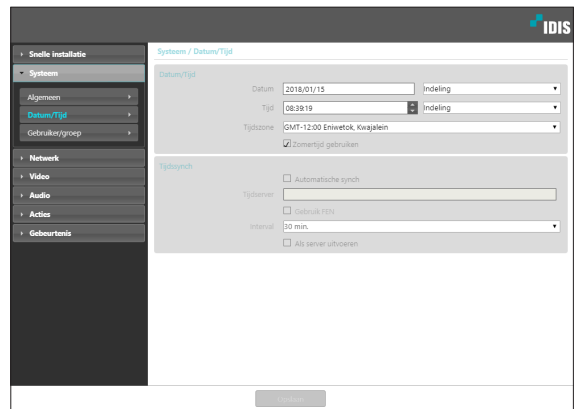 IDIS
Snelle installatie
Systeem
Algemeen
Datum/Tijd
Gebruiker/groep
Netwerk
Video
Audio
Acties
Gebeurtenis
Systeem / Datum/Tijd
Datum/Tijd
Datum 2018/01/15 Indeling
Tijd 08:39:19 Indeling
Tijdszone GMT-12:00 Eniwetok, Kwajalein
Zomertijd gebruiken
Tijdssynch
Automatische synch
Tijdserver
Gebruik FEN
Interval 30 min.
Als server uitvoeren